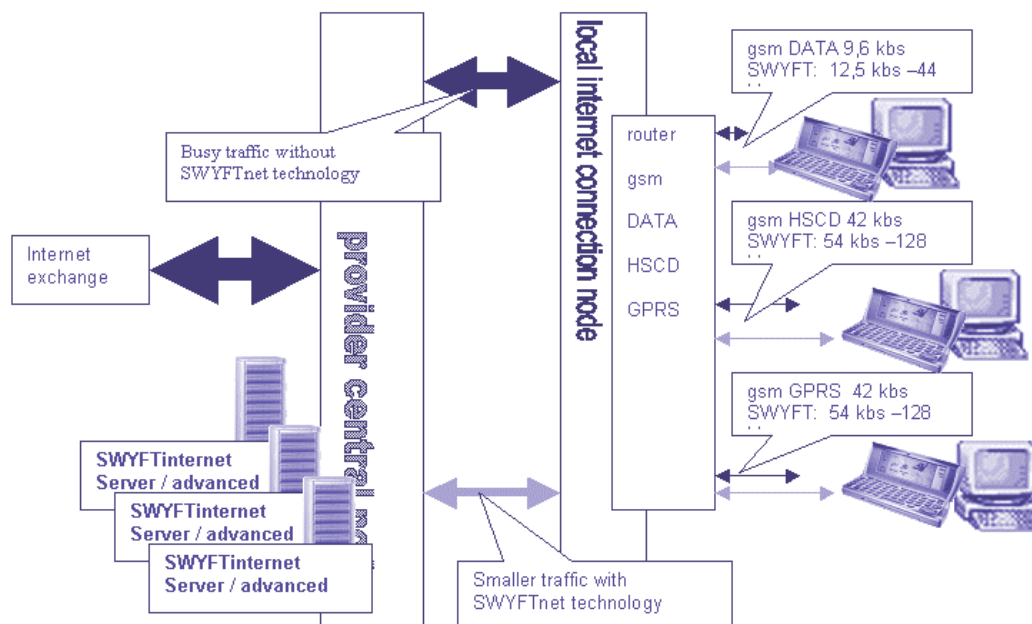 gsm DATA 9,6 kbs
SWYFT: 12,5 kbs –44
Busy traffic without
SWYFTnet technology
local internet connection node
router
gsm
DATA
HSCD
GPRS
gsm HSCD 42 kbs
SWYFT: 54 kbs –128
Internet
exchange
provider central
gsm GPRS 42 kbs
SWYFT: 54 kbs –128
SWYFTinternet
Server / advanced
SWYFTinternet
Server / advanced
SWYFTinternet
Server / advanced
Smaller traffic with
SWYFTnet technology